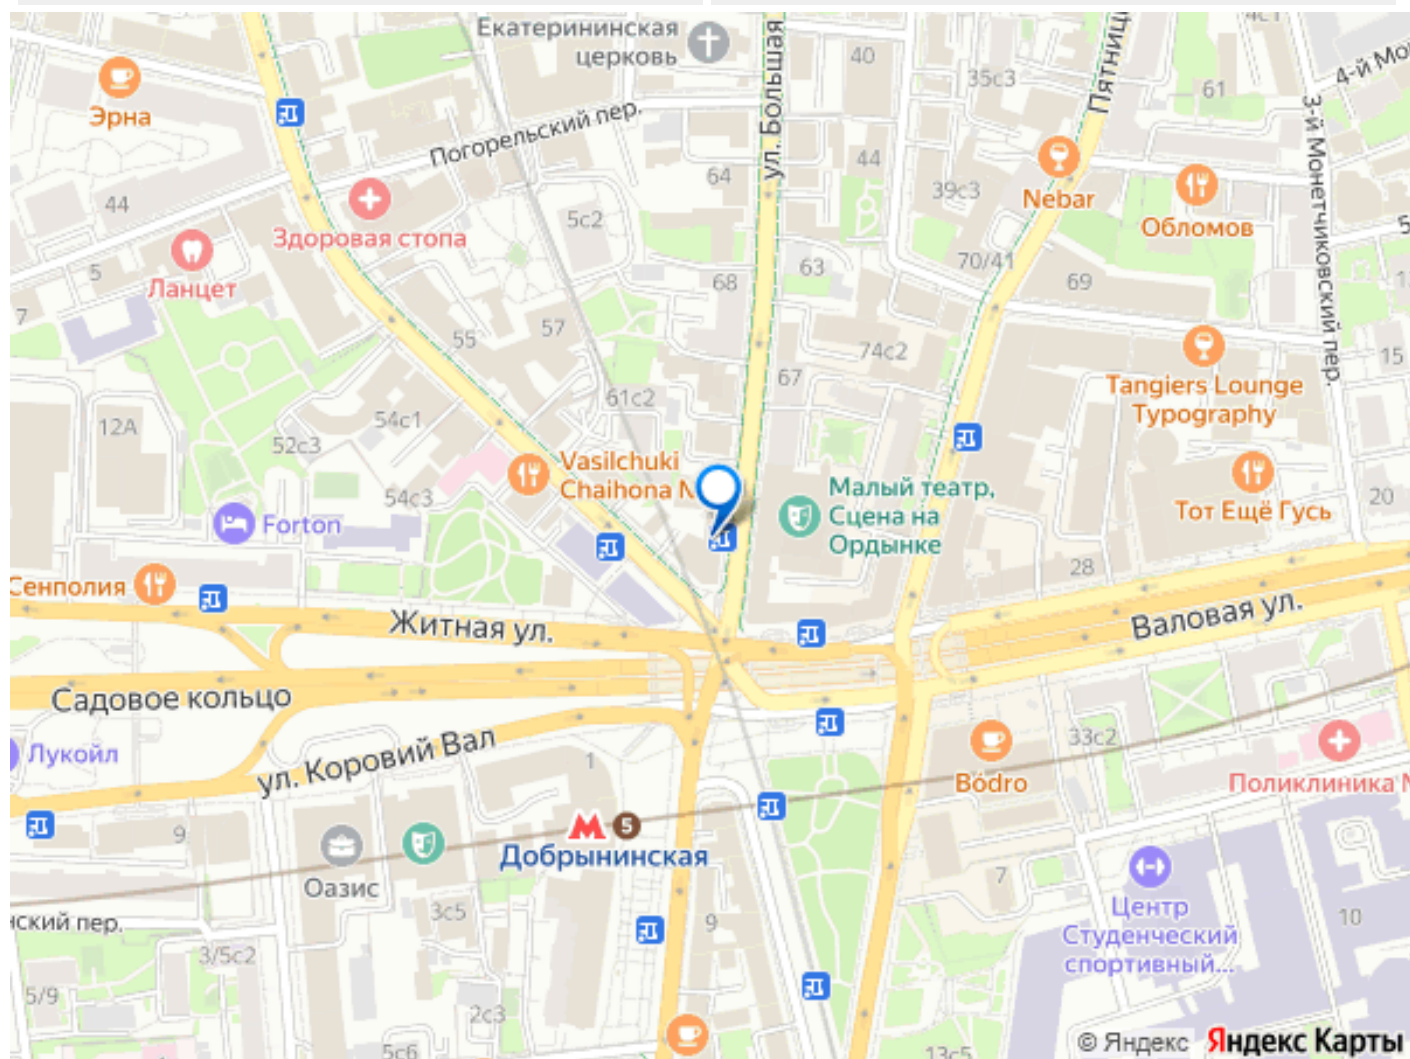 Екатерининская
церковь
ул. Большая
40
35с3
Пятниц
4с1
4-й Мо
61
3-й Монетчиковский пер.
Эрна
Погорельский пер.
44
64
44
39с3
Nebar
Обломов
44
Здоровая стопа
5с2
5
Ланцет
63
70/41
69
68
7
55
57
74с2
15
67
Tangiers Lounge
Typography
61с2
12А
54с1
52с3
Vasilchuki
Chaihona N
54с3
Forton
Малый театр,
Сцена на
Ордынке
Тот Ещё Гусь
20
28
Сенполия
Житная ул.
Валовая ул.
Садовое кольцо
Лукойл
ул. Коровий Вал
1
33с2
Bódro
Поликлиника
9
5
Добрынинская
Оазис
7
Центр
Студенческий
спортивный...
10
3с5
9
нский пер.
3/5с2
5/9
2с3
5с6
13с5
© Яндекс Яндекс Карты